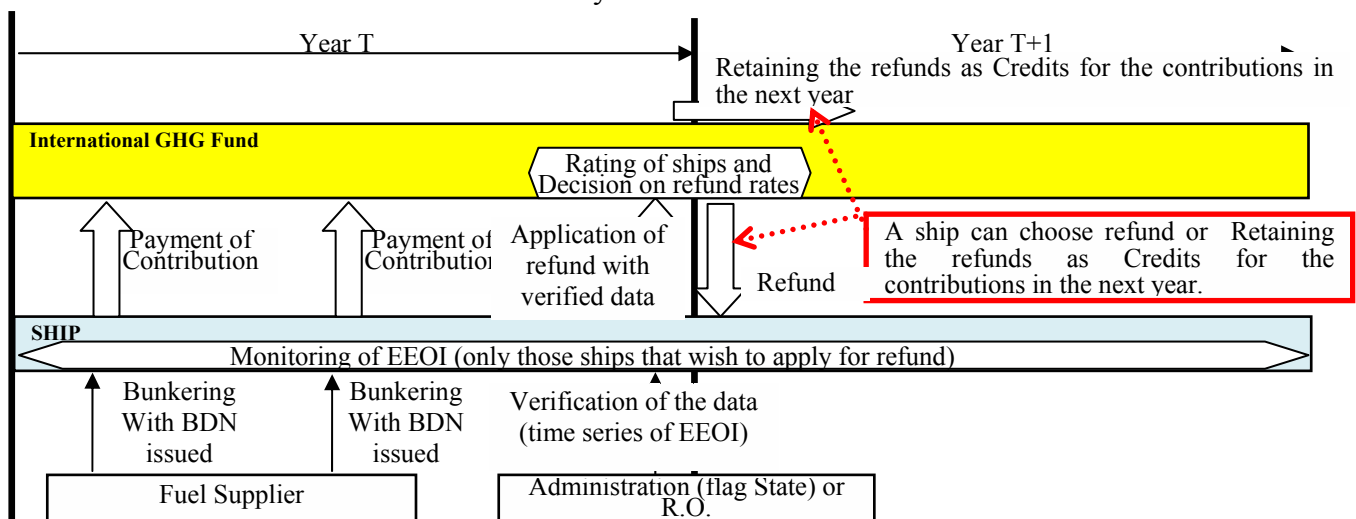 Year T
Year T+1
Retaining the refunds as Credits for the contributions in
the next year
International GHG Fund
Rating of ships and
Decision on refund rates
Payment of
Contribution
Payment of
Contribution
Application of
refund with
verified data
Refund
A ship can choose refund or Retaining
the refunds as Credits for the
contributions in the next year.
SHIP
Monitoring of EEOI (only those ships that wish to apply for refund)
Bunkering
With BDN
issued
Bunkering
With BDN
issued
Verification of the data
(time series of EEOI)
Fuel Supplier
Administration (flag State) or
R.O.